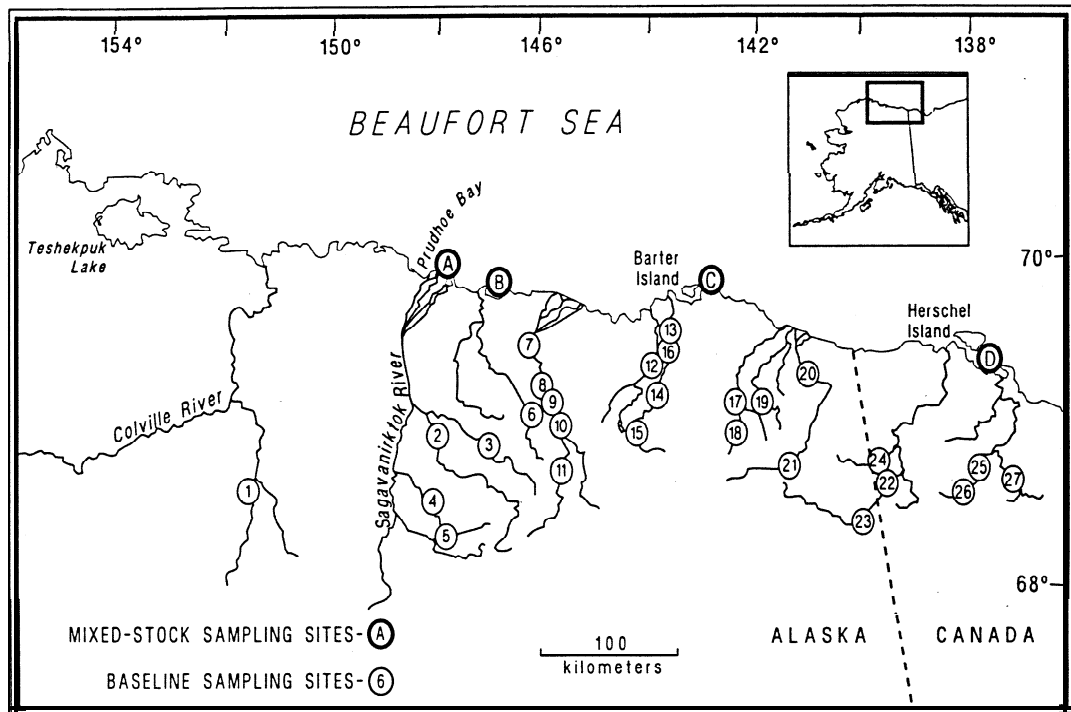 154° 150° 146° 142° 138°
BEAUFORT SEA
Prudhoe Bay
Teshekpuk
Lake
A
B
Barter
Island
C
70°
Herschel
Island
D
13
7
16
12
20
8
14
9
17
19
6
10
Colville River
Sagavanirktok River
2
3
15
18
11
24
21
25
22
27
1
26
4
23
5
68°
MIXED-STOCK SAMPLING SITES- A
100
kilometers
ALASKA CANADA
BASELINE SAMPLING SITES- 6